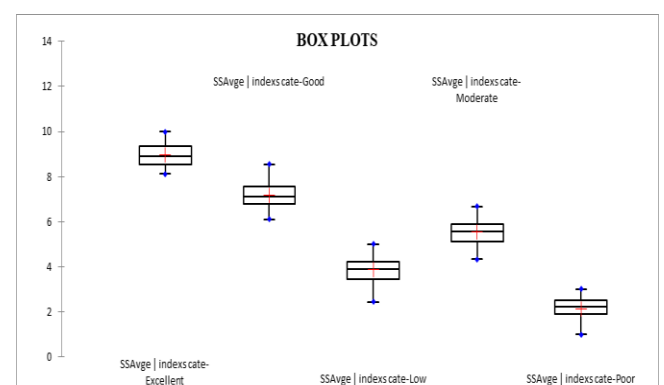 BOX PLOTS
14
12
10
8
6
4
2
0
SSAvge | indexs cate-Good
SSAvge | indexs cate-
Moderate
SSAvge | indexs cate-
Excellent
SSAvge | indexs cate-Low
SSAvge | indexs cate-Poor